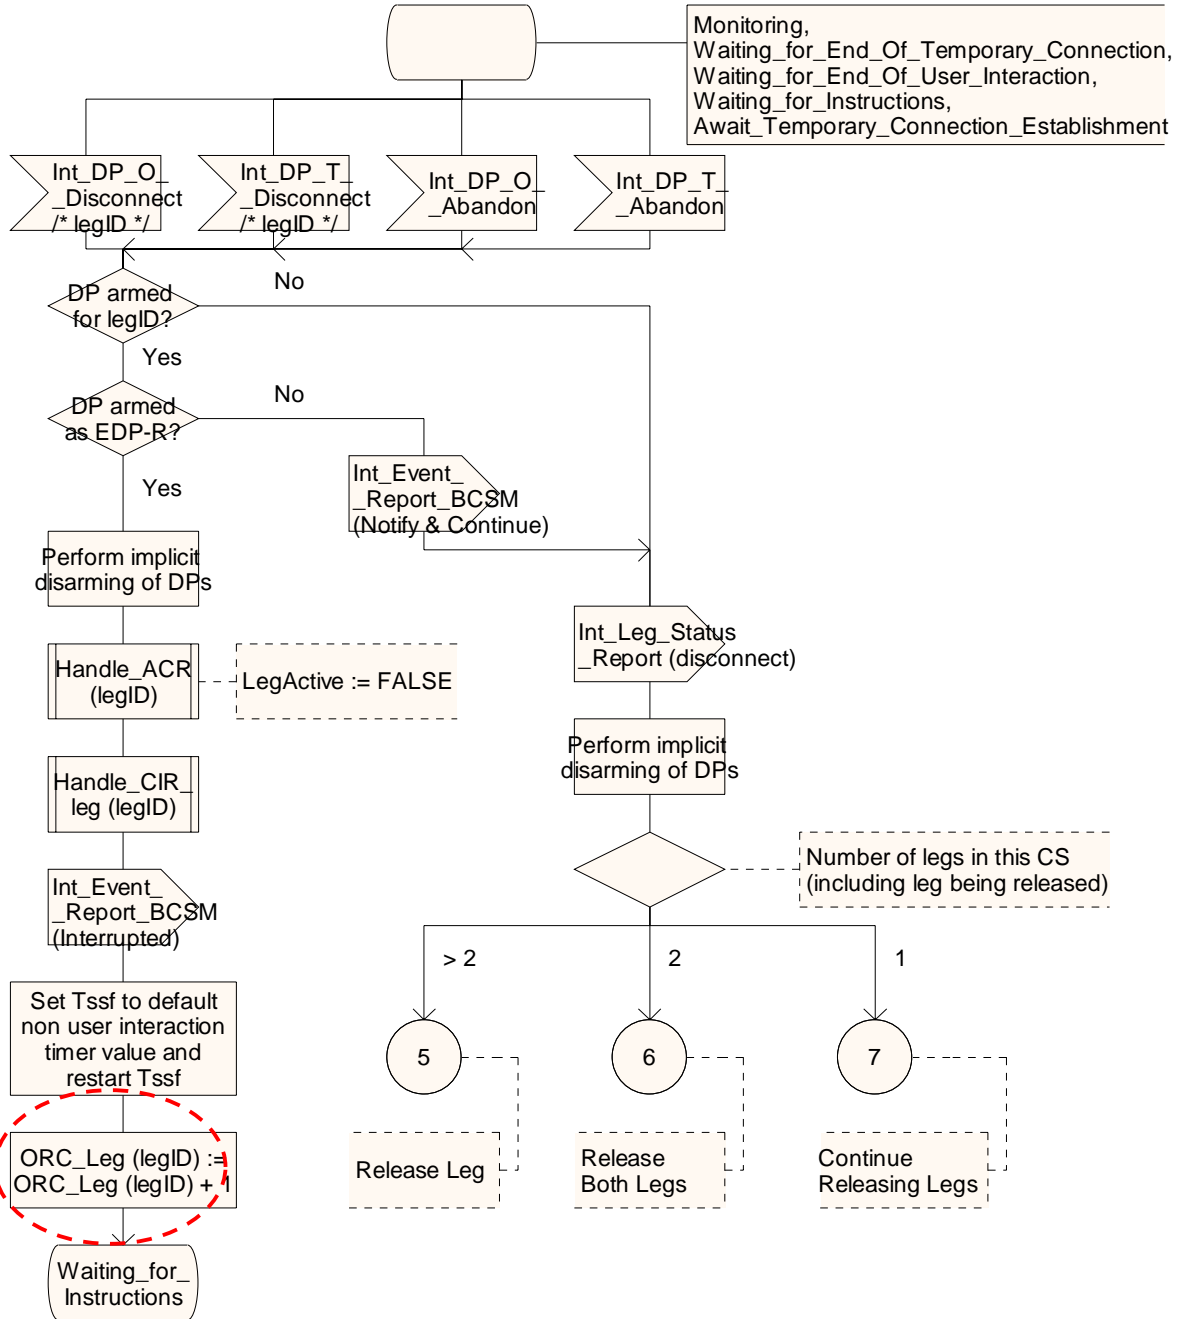 Monitoring,
Waiting_for_End_Of_Temporary_Connection,
Waiting_for_End_Of_User_Interaction,
Waiting_for_Instructions,
Await_Temporary_Connection_Establishment
Int_DP_O_
_Disconnect
/* legID */
Int_DP_T_
_Disconnect
/* legID */
Int_DP_O_
_Abandon
Int_DP_T_
_Abandon
DP armed
for legID?
No
Yes
DP armed
as EDP-R?
No
Yes
Int_Event_
_Report_BCSM
(Notify & Continue)
Perform implicit
disarming of DPs
Int_Leg_Status
_Report (disconnect)
Handle_ACR
(legID)
LegActive := FALSE
Perform implicit
disarming of DPs
Handle_CIR_
leg (legID)
Number of legs in this CS
(including leg being released)
Int_Event_
_Report_BCSM
(Interrupted)
> 2
2
1
Set Tssf to default
non user interaction
timer value and
restart Tssf
5
6
7
ORC_Leg (legID) :=
ORC_Leg (legID) + 1
Release Leg
Release
Both Legs
Continue
Releasing Legs
Waiting_for_
Instructions